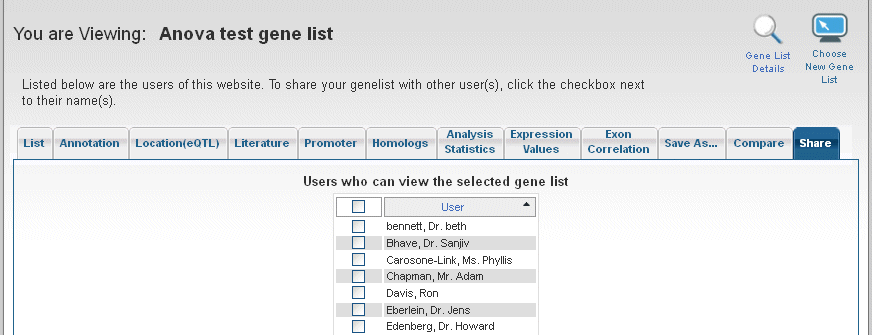 You are Viewing: Anova test gene list
Gene List
Details
Choose
New Gene
List
Listed below are the users of this website. To share your genelist with other user(s), click the checkbox next
to their name(s).
List Annotation Location(eQTL) Literature Promoter Homologs Analysis Statistics Expression Values Exon Correlation Save As... Compare Share
Users who can view the selected gene list
User
bennett, Dr. beth
Bhave, Dr. Sanjiv
Carosone-Link, Ms. Phyllis
Chapman, Mr. Adam
Davis, Ron
Eberlein, Dr. Jens
Edenberg, Dr. Howard